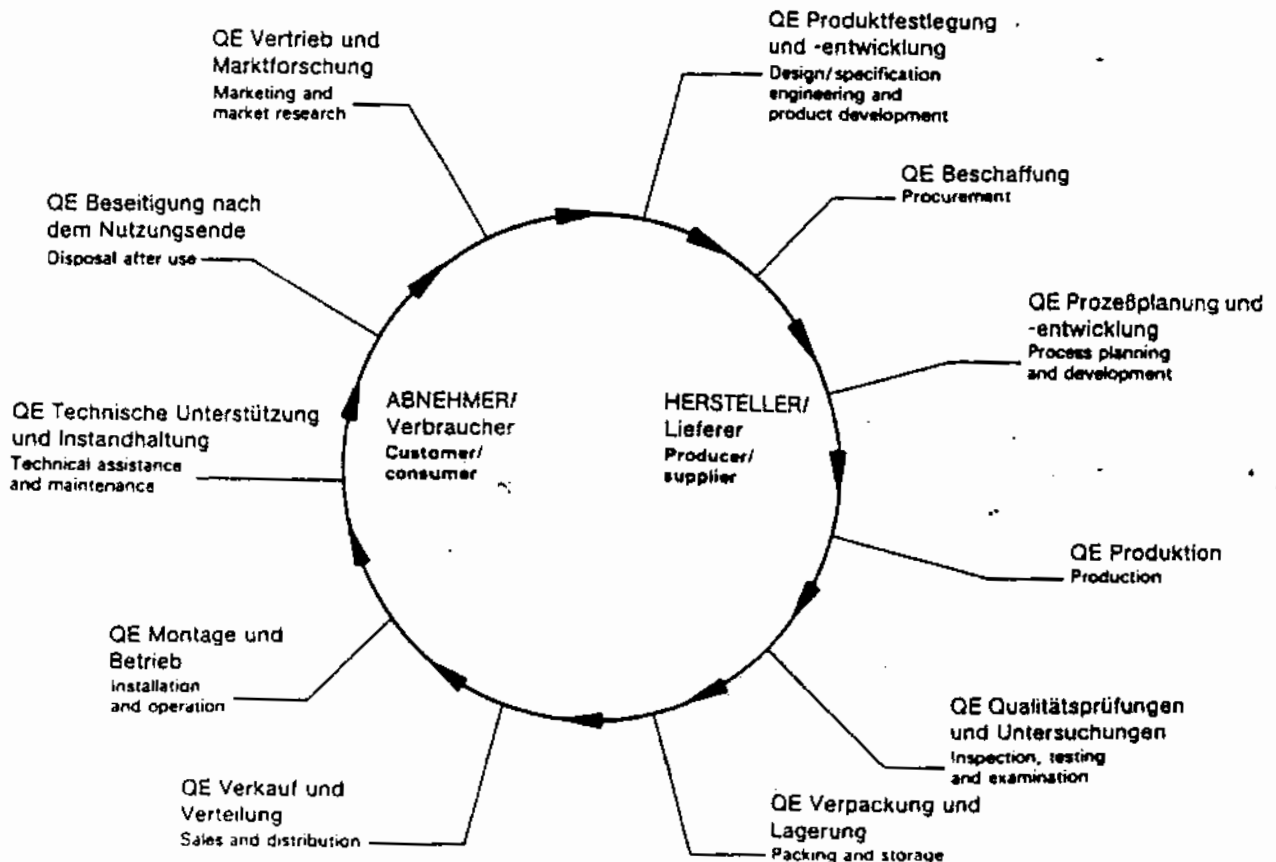 QE Vertrieb und
Marktforschung
Marketing and
market research
QE Produktfestlegung
und -entwicklung
Design/specification
engineering and
product development
QE Beschaffung
Procurement
QE Prozeßplanung und
-entwicklung
Process planning
and development
QE Produktion
Production
QE Qualitätsprüfungen
und Untersuchungen
Inspection, testing
and examination
QE Verpackung und
Lagerung
Packing and storage
QE Verkauf und
Verteilung
Sales and distribution
QE Montage und
Betrieb
Installation
and operation
QE Technische Unterstützung
und Instandhaltung
Technical assistance
and maintenance
QE Beseitigung nach
dem Nutzungsende
Disposal after use
ABNEHMER/
Verbraucher
Customer/
consumer
HERSTELLER/
Lieferer
Producer/
supplier